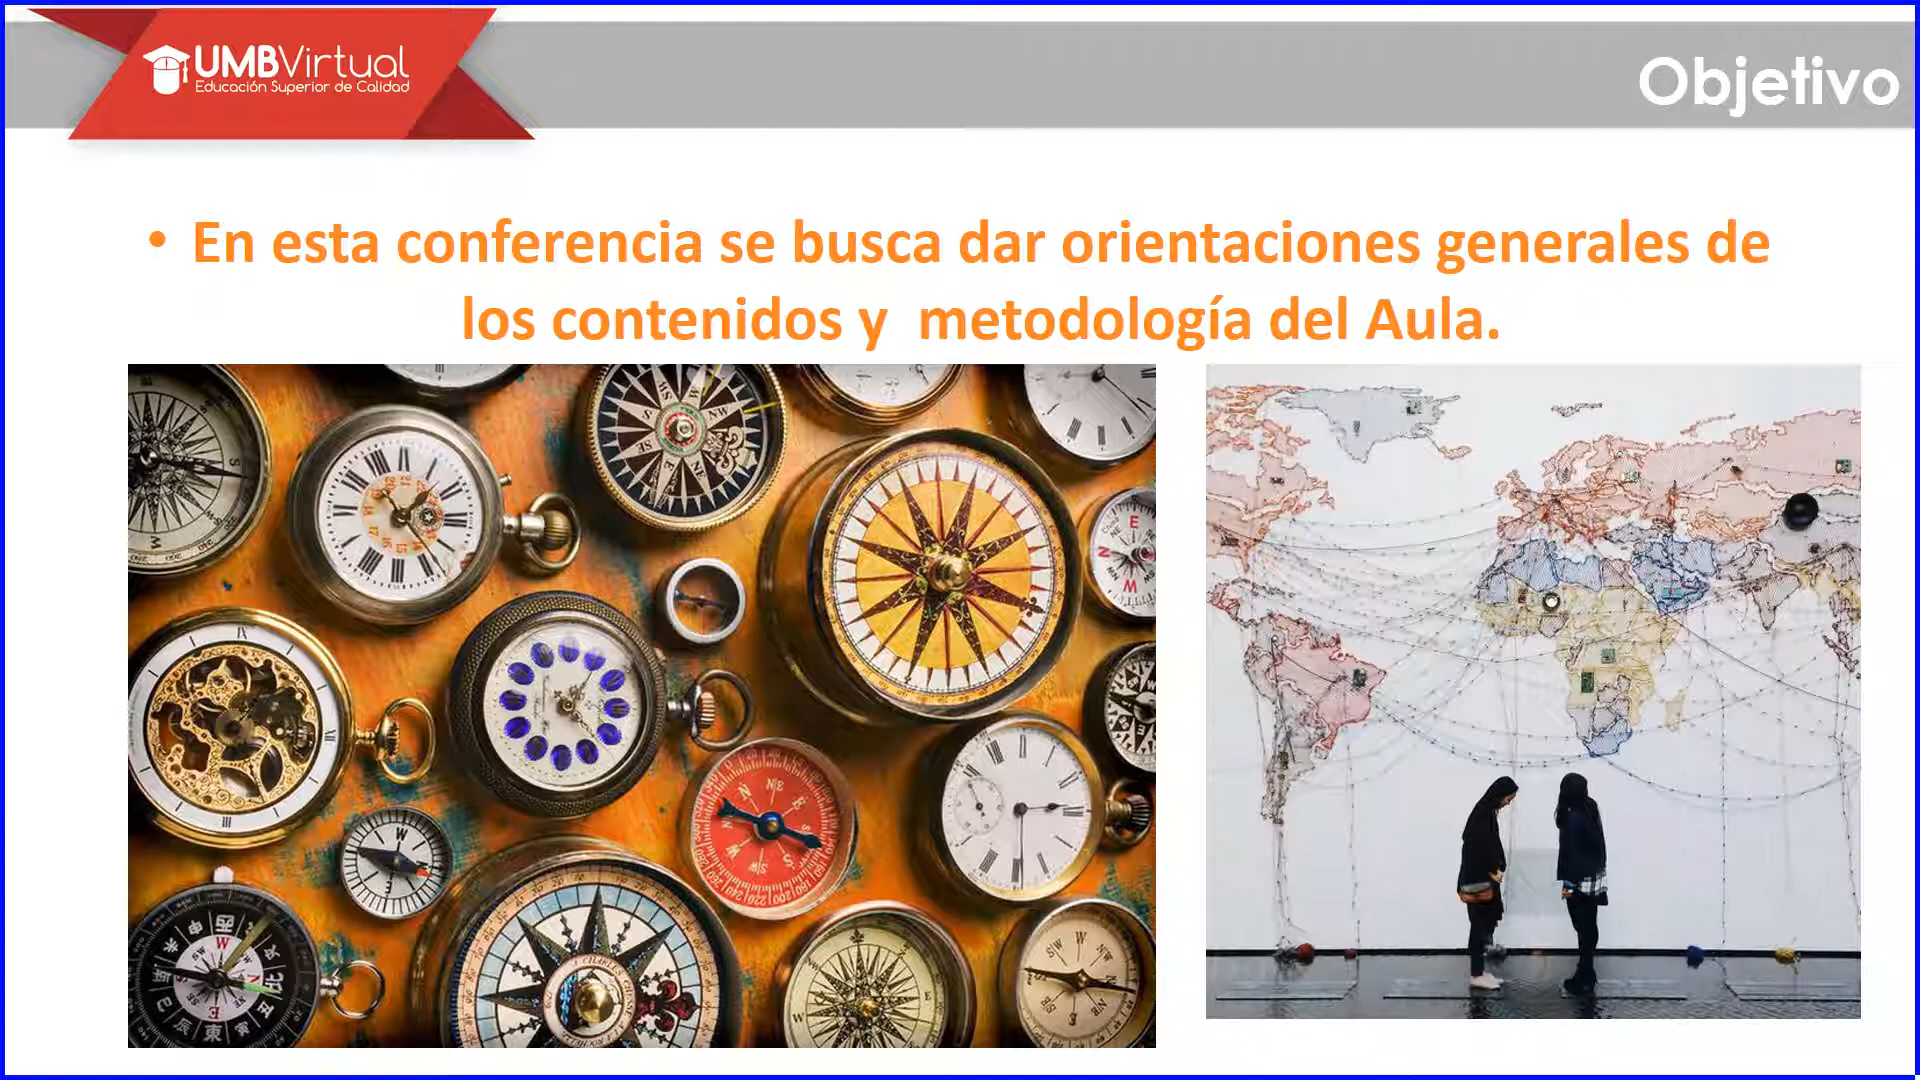 UMBVirtual
Educación Superior de Calidad
Objetivo
• En esta conferencia se busca dar orientaciones generales de
los contenidos y  metodología del Aula.